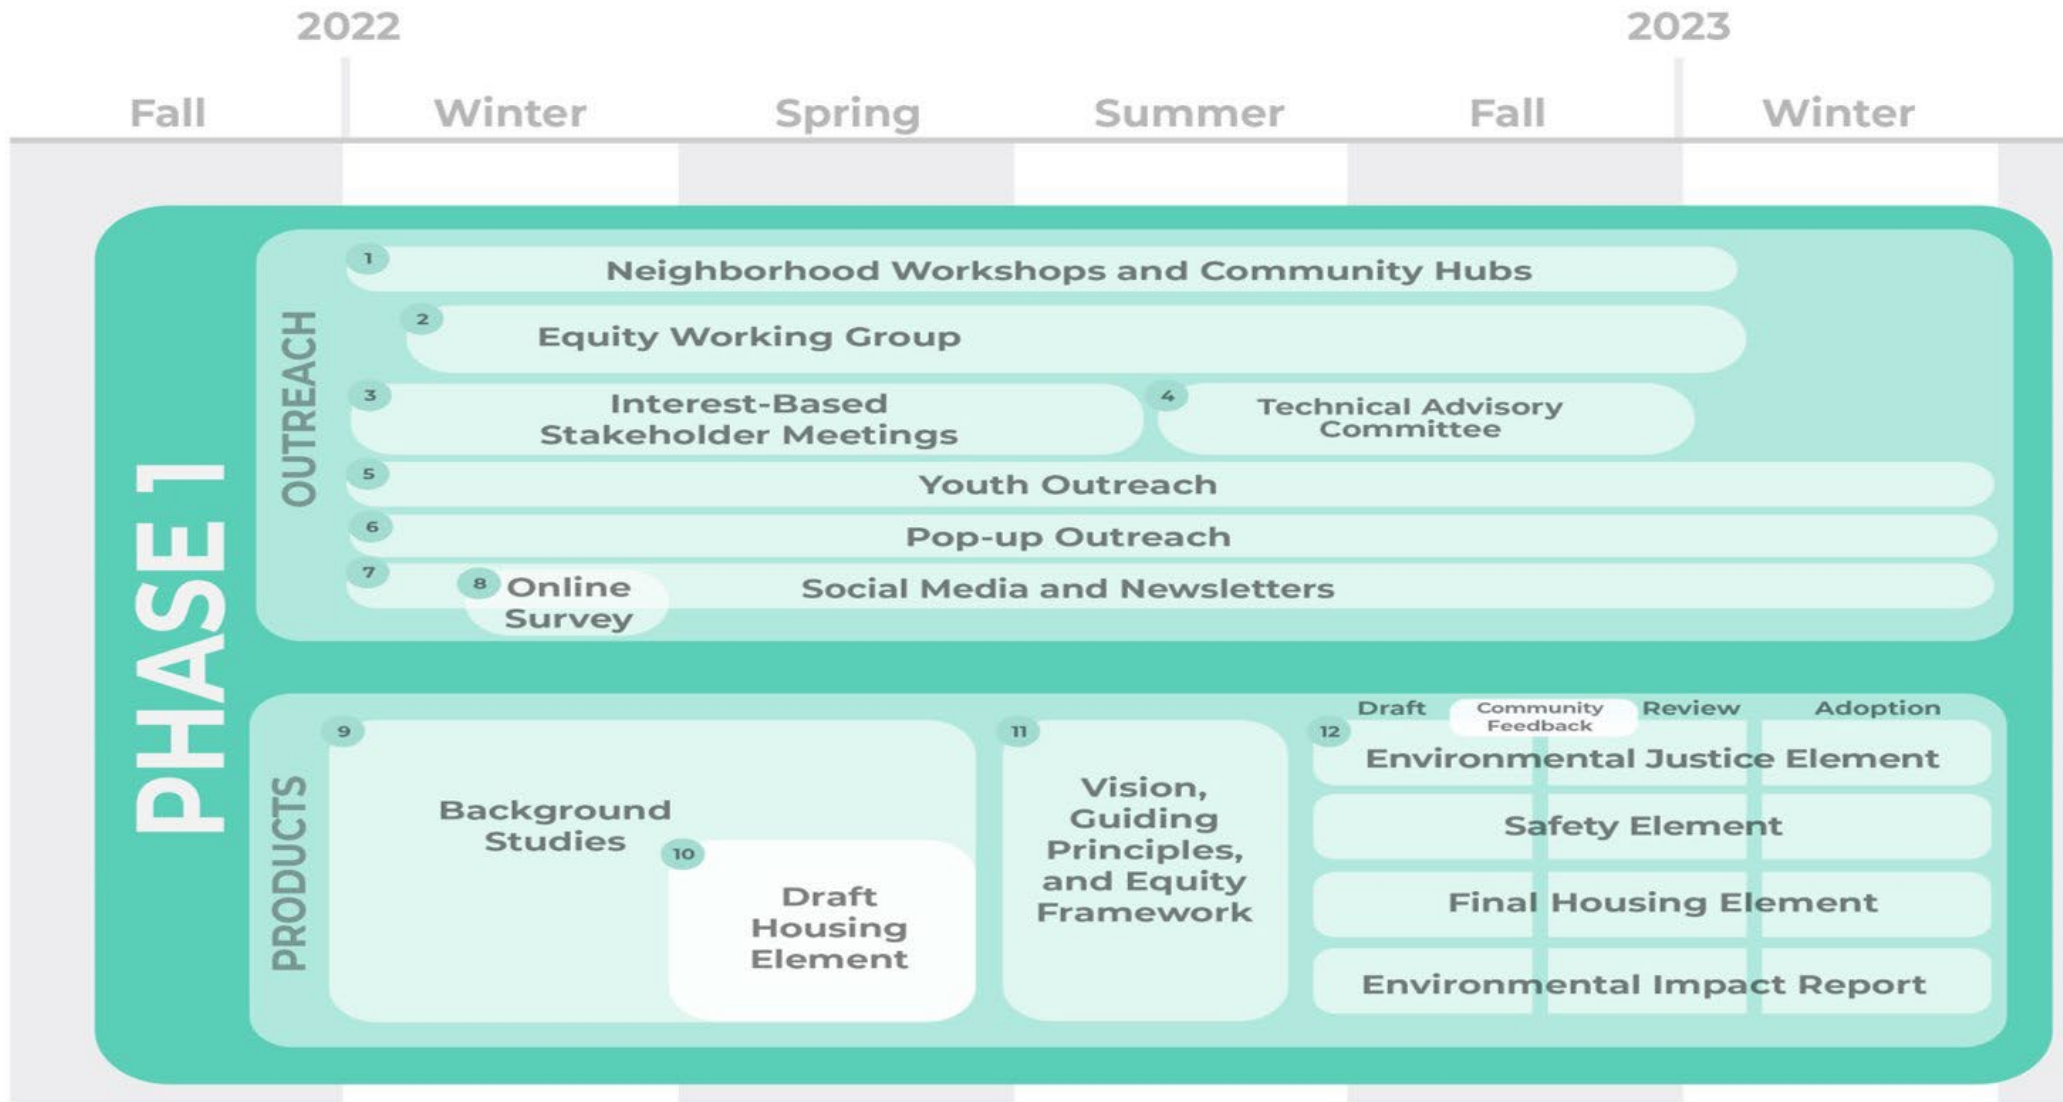 2022
2023
Fall
Winter
Spring
Summer
Fall
Winter
PHASE 1
OUTREACH
1
Neighborhood Workshops and Community Hubs
2
Equity Working Group
3
Interest-Based
Stakeholder Meetings
4
Technical Advisory
Committee
5
Youth Outreach
6
Pop-up Outreach
7
8
Online
Survey
Social Media and Newsletters
PRODUCTS
9
Background
Studies
10
Draft
Housing
Element
11
Vision,
Guiding
Principles,
and Equity
Framework
Draft
Community
Feedback
Review
Adoption
12
Environmental Justice Element
Safety Element
Final Housing Element
Environmental Impact Report